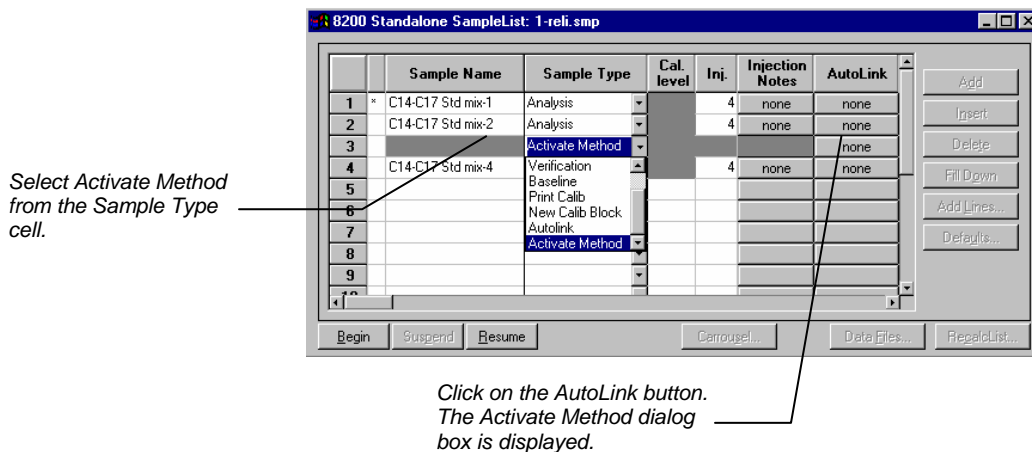 8200 Standalone SampleList: 1-reli.smp
Sample Name Sample Type Cal. level Inj. Injection Notes AutoLink
1 * C14-C17 Std mix-1 Analysis 4 none none
2 C14-C17 Std mix-2 Analysis 4 none none
3 Activate Method none
4 C14-C17 Std mix-4 Verification 4 none none
Baseline
5 Print Calib
6 New Calib Block
7 Autolink
8 Activate Method
9
10
Add
Insert
Delete
Fill Down
Add Lines...
Defaults...
Begin Suspend Resume Carrousel... Data Files... RecalcList...
Select Activate Method
from the Sample Type
cell.
Click on the AutoLink button.
The Activate Method dialog
box is displayed.